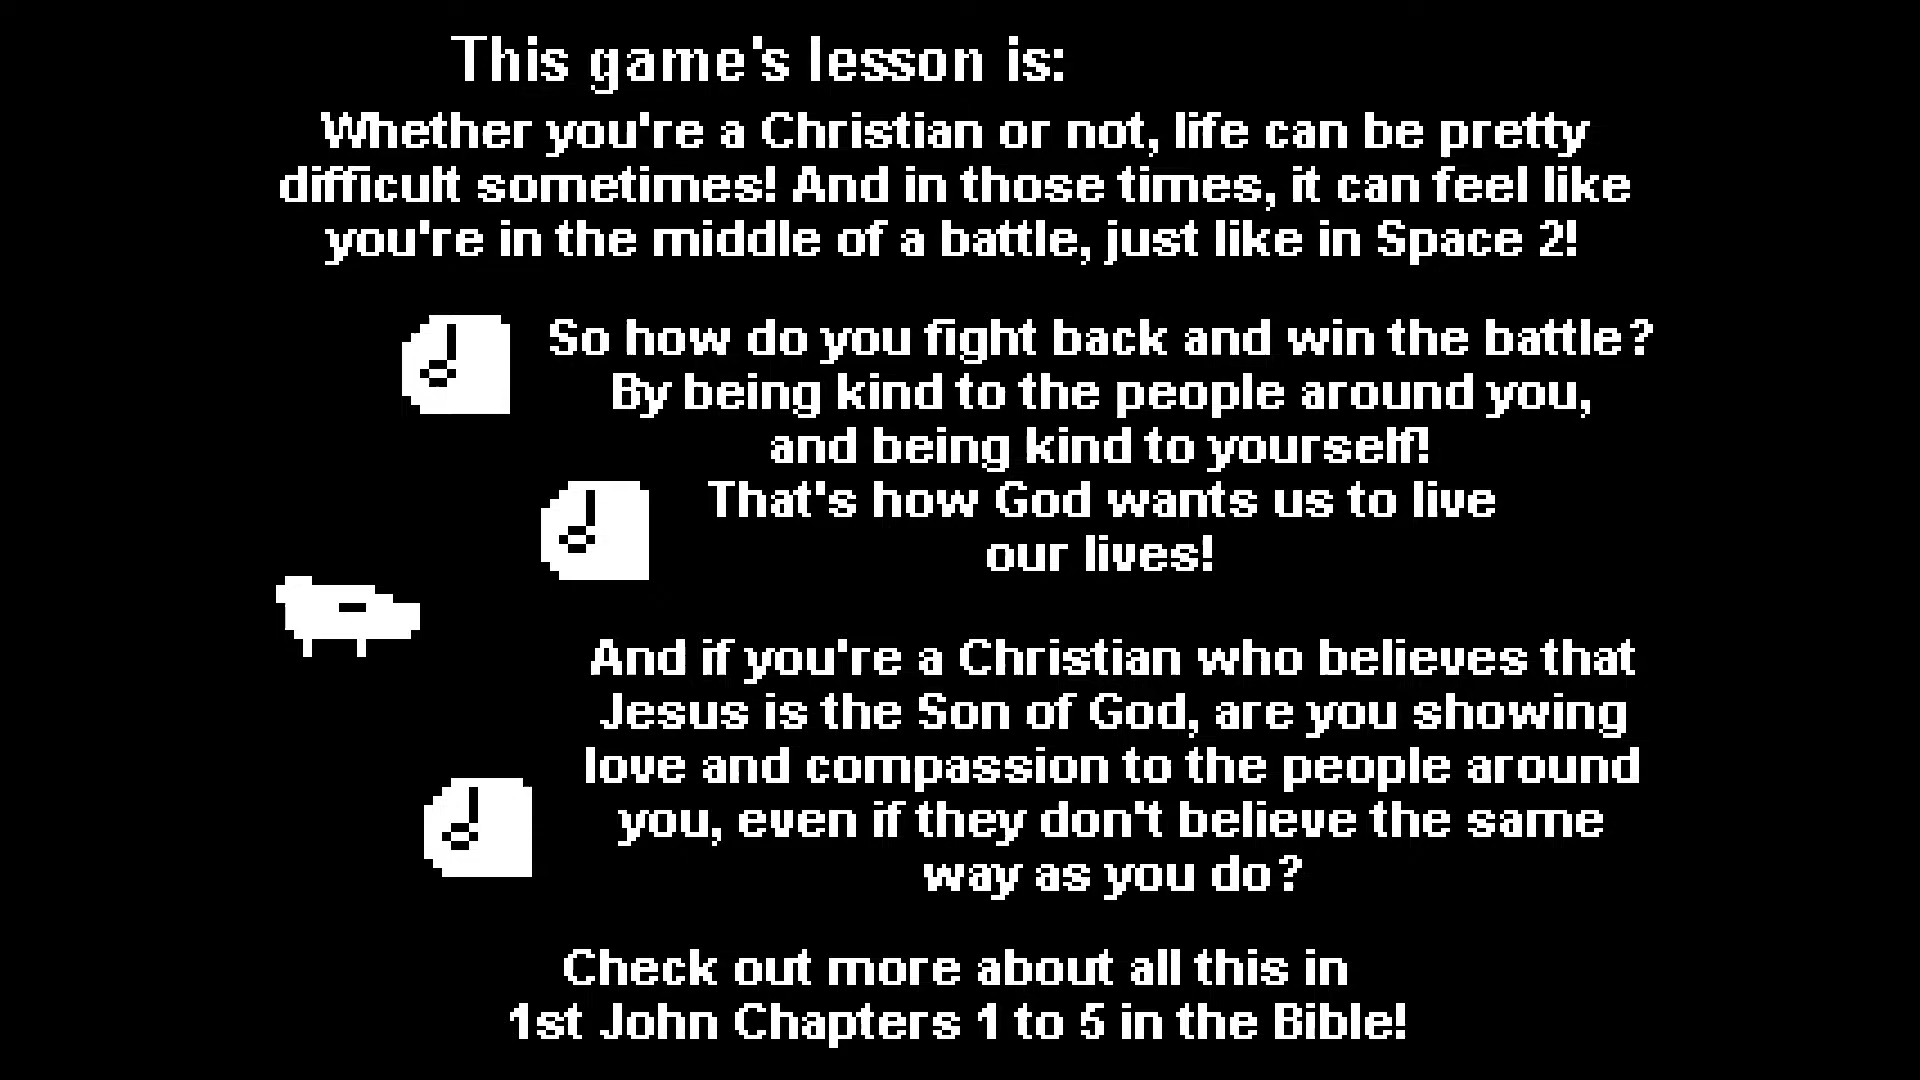 This game's lesson is:
Whether you're a Christian or not, life can be pretty
difficult sometimes! And in those times, it can feel like
you're in the middle of a battle, just like in Space 2!
So how do you fight back and win the battle?
By being kind to the people around you,
and being kind to yourself!
That's how God wants us to live
our lives!
And if you're a Christian who believes that
Jesus is the Son of God, are you showing
love and compassion to the people around
you, even if they don't believe the same
way as you do?
Check out more about all this in
1st John Chapters 1 to 5 in the Bible!